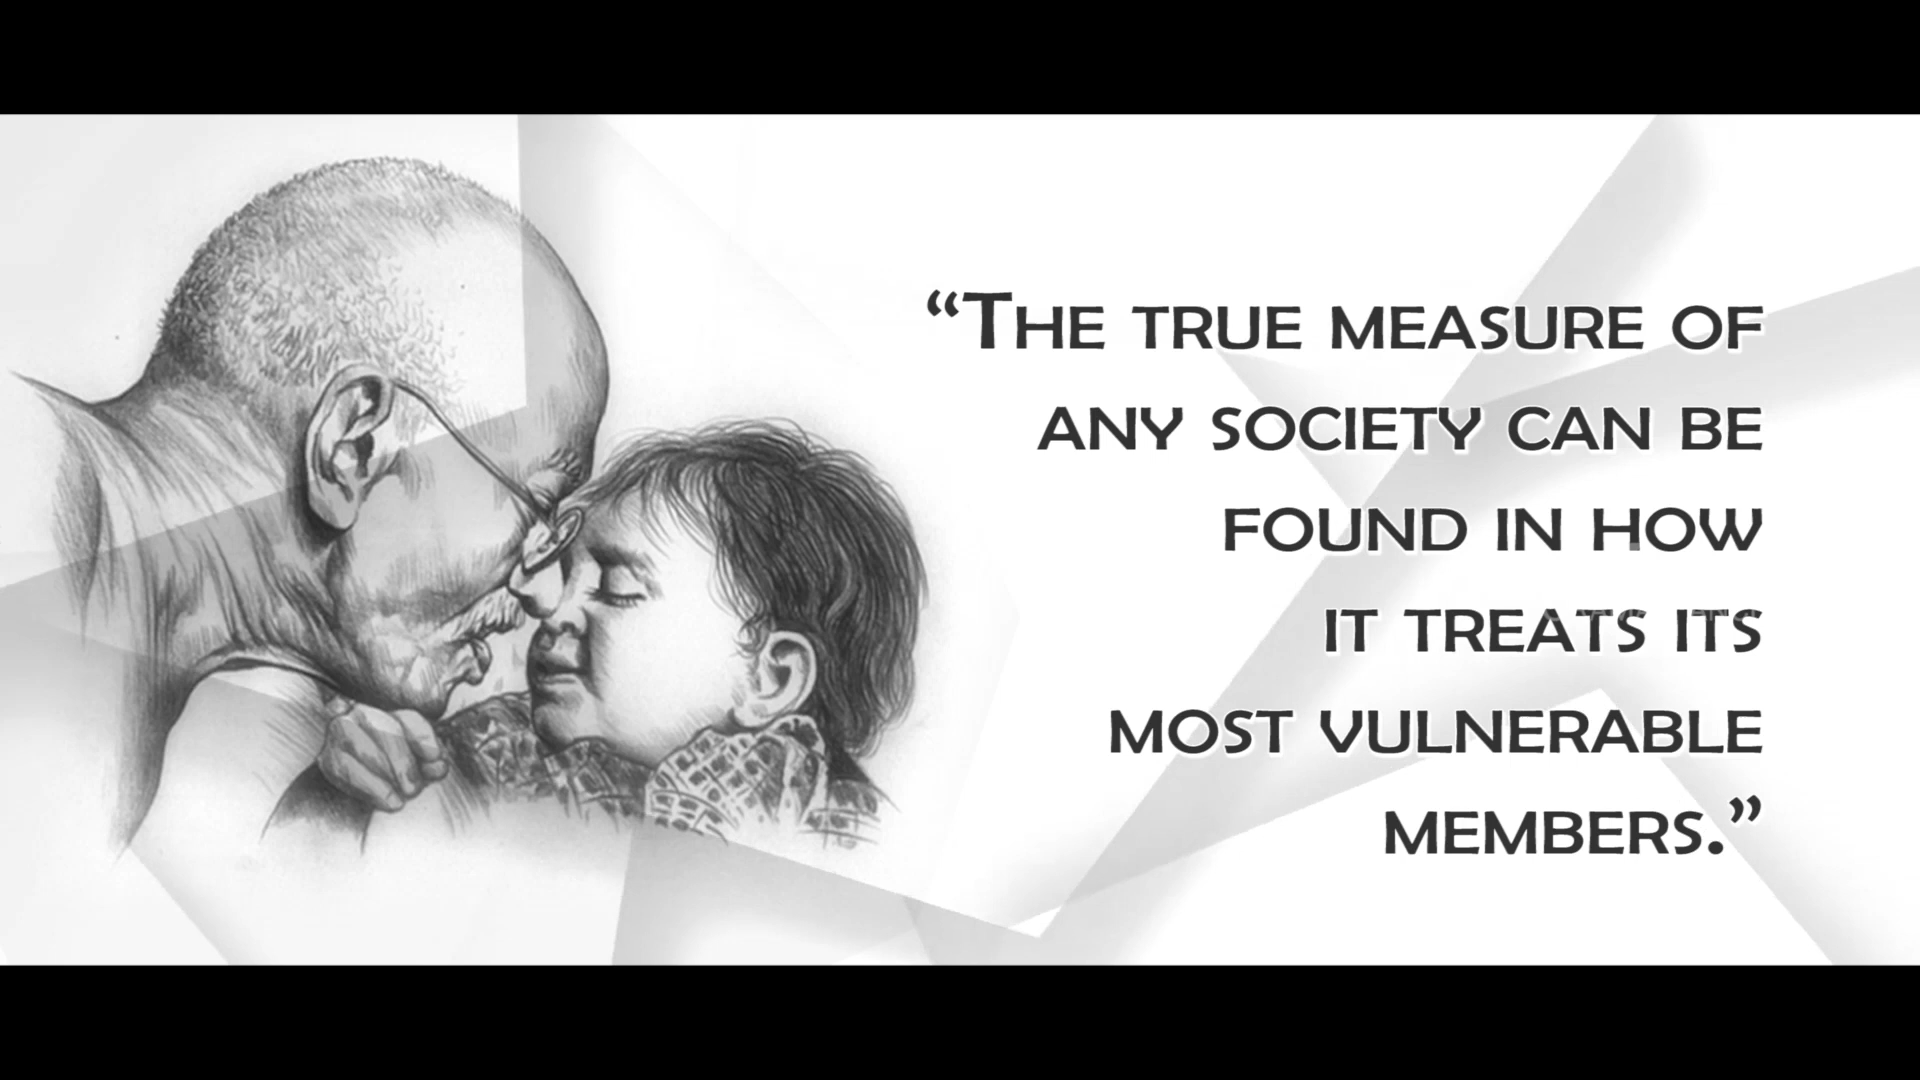 “The true measure of
any society can be
found in how
it treats its
most vulnerable
members.”